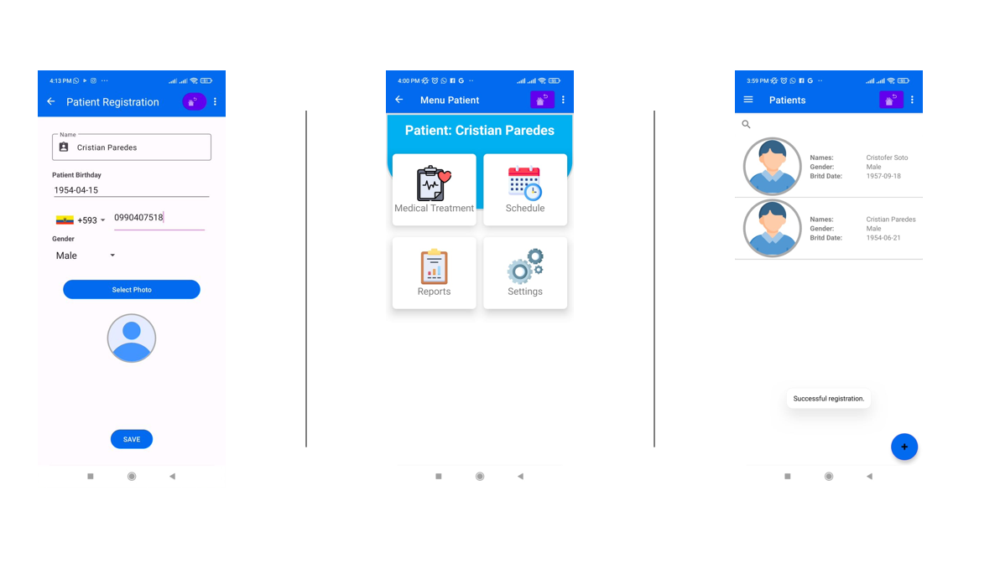 4:13 PM
Patient Registration
Name
Cristian Paredes
Patient Birthday
1954-04-15
+593
0990407518
Gender
Male
Select Photo
SAVE
4:00 PM
Menu Patient
Patient: Cristian Paredes
Medical Treatment
Schedule
Reports
Settings
3:59 PM
Patients
Names: Cristofer Soto
Gender: Male
Britd Date: 1957-09-18
Names: Cristian Paredes
Gender: Male
Britd Date: 1954-06-21
Successful registration.